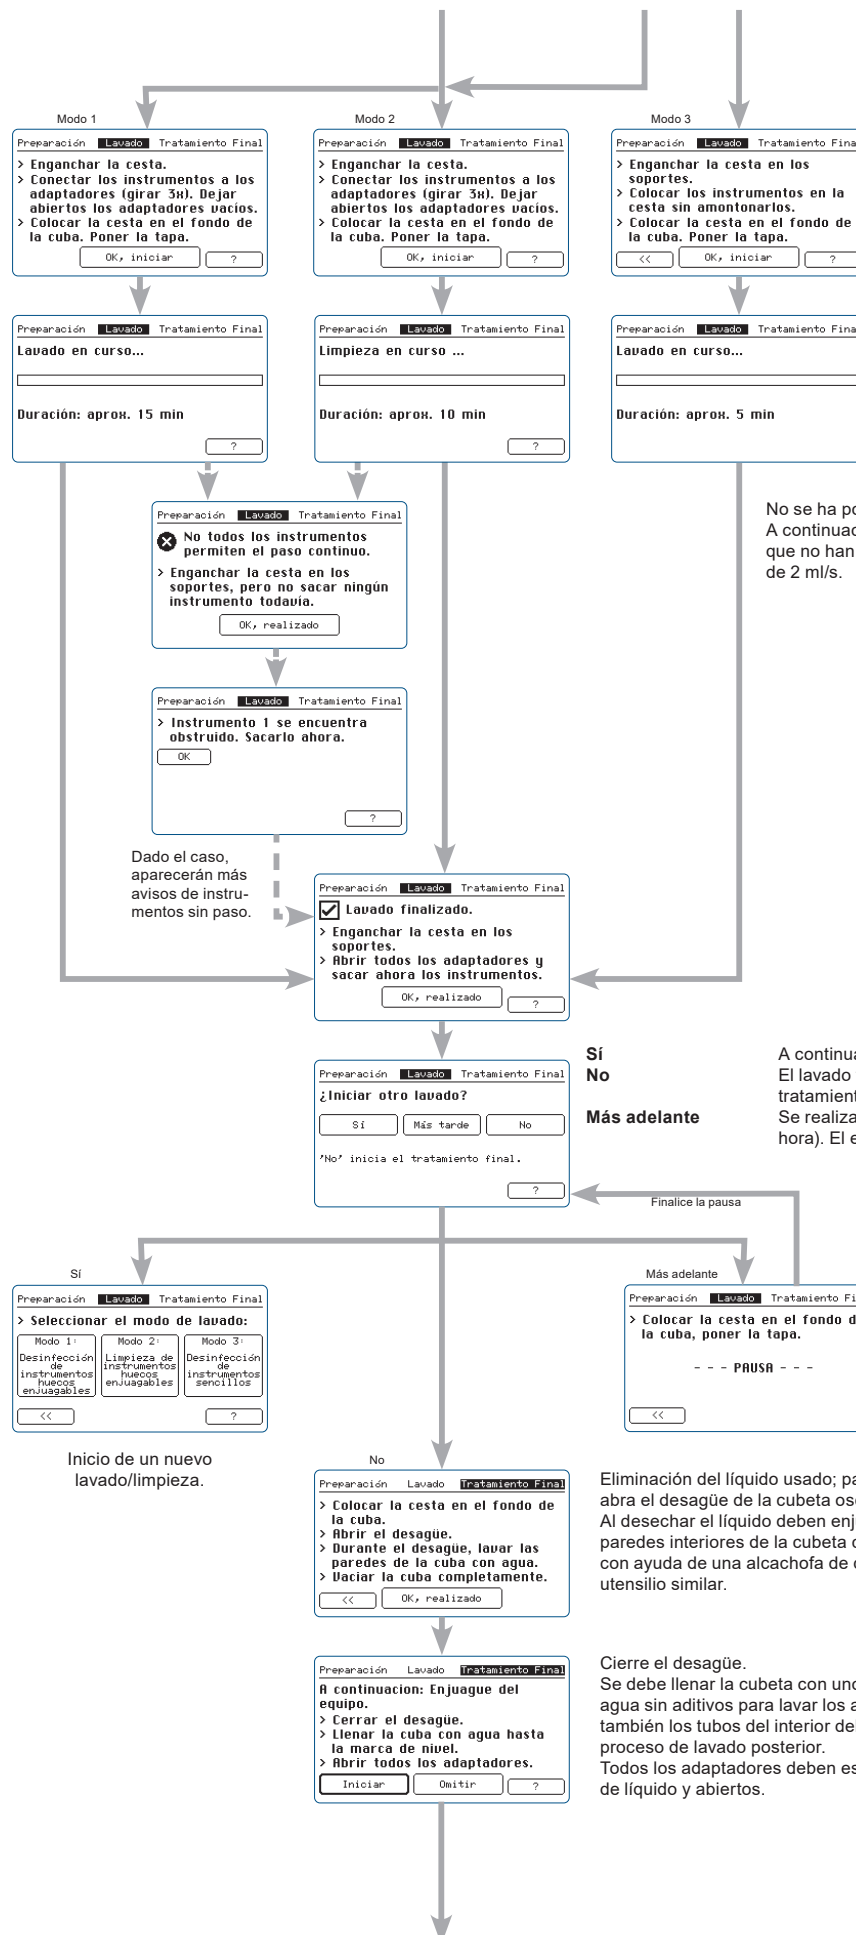 Modo 1
Preparación Lavado Tratamiento Final
> Enganchar la cesta.
> Conectar los instrumentos a los
adaptadores (girar 3x). Dejar
abiertos los adaptadores vacíos.
> Colocar la cesta en el fondo de
la cuba. Poner la tapa.
OK, iniciar
?
Modo 2
Preparación Lavado Tratamiento Final
> Enganchar la cesta.
> Conectar los instrumentos a los
adaptadores (girar 3x). Dejar
abiertos los adaptadores vacíos.
> Colocar la cesta en el fondo de
la cuba. Poner la tapa.
OK, iniciar
?
Modo 3
Preparación Lavado Tratamiento Fina
> Enganchar la cesta en los
soportes.
> Colocar los instrumentos en la
cesta sin amontonarlos.
> Colocar la cesta en el fondo de
la cuba. Poner la tapa.
<<
OK, iniciar
?
Preparación Lavado Tratamiento Final
Lavado en curso...
Duración: aprox. 15 min
?
Preparación Lavado Tratamiento Final
Limpieza en curso ...
Duración: aprox. 10 min
?
Preparación Lavado Tratamiento Fina
Lavado en curso...
Duración: aprox. 5 min
Preparación Lavado Tratamiento Final
No todos los instrumentos
permiten el paso continuo.
> Enganchar la cesta en los
soportes, pero no sacar ningún
instrumento todavía.
OK, realizado
No se ha po
A continuac
que no han
de 2 ml/s.
Preparación Lavado Tratamiento Final
> Instrumento 1 se encuentra
obstruido. Sacarlo ahora.
OK
?
Dado el caso,
aparecerán más
avisos de instru-
mentos sin paso.
Preparación Lavado Tratamiento Final
Lavado finalizado.
> Enganchar la cesta en los
soportes.
> Abrir todos los adaptadores y
sacar ahora los instrumentos.
OK, realizado
?
Preparación Lavado Tratamiento Final
¿Iniciar otro lavado?
Sí
Más tarde
No
'No' inicia el tratamiento final.
?
Sí A continua
No El lavado
tratamient
Más adelante Se realiza
hora). El e
Finalice la pausa
Sí
Preparación Lavado Tratamiento Final
> Seleccionar el modo de lavado:
Modo 1:
Desinfección
de
instrumentos
huecos
enjuagables
Modo 2:
Limpieza de
instrumentos
huecos
enjuagables
Modo 3:
Desinfección
de
instrumentos
sencillos
<<
?
Inicio de un nuevo
lavado/limpieza.
Más adelante
Preparación Lavado Tratamiento Fi
> Colocar la cesta en el fondo d
la cuba, poner la tapa.
- - - PAUSA - - -
<<
No
Preparación Lavado Tratamiento Final
> Colocar la cesta en el fondo de
la cuba.
> Abrir el desagüe.
> Durante el desagüe, lavar las
paredes de la cuba con agua.
> Vaciar la cuba completamente.
<<
OK, realizado
Eliminación del líquido usado; pa
abra el desagüe de la cubeta oso
Al desechar el líquido deben enju
paredes interiores de la cubeta o
con ayuda de una alcachofa de d
utensilio similar.
Preparación Lavado Tratamiento Final
A continuacion: Enjuague del
equipo.
> Cerrar el desagüe.
> Llenar la cuba con agua hasta
la marca de nivel.
> Abrir todos los adaptadores.
Iniciar
Omitir
?
Cierre el desagüe.
Se debe llenar la cubeta con uno
agua sin aditivos para lavar los a
también los tubos del interior del
proceso de lavado posterior.
Todos los adaptadores deben es
de líquido y abiertos.